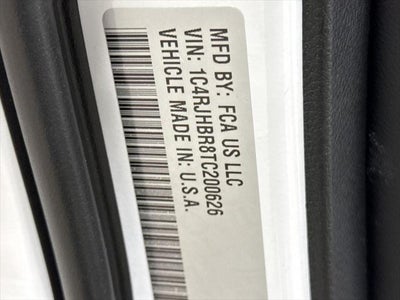 MFD BY: FCA US LLC
VIN: 1C4RJHBR8TC200626
VEHICLE MADE IN: U.S.A.